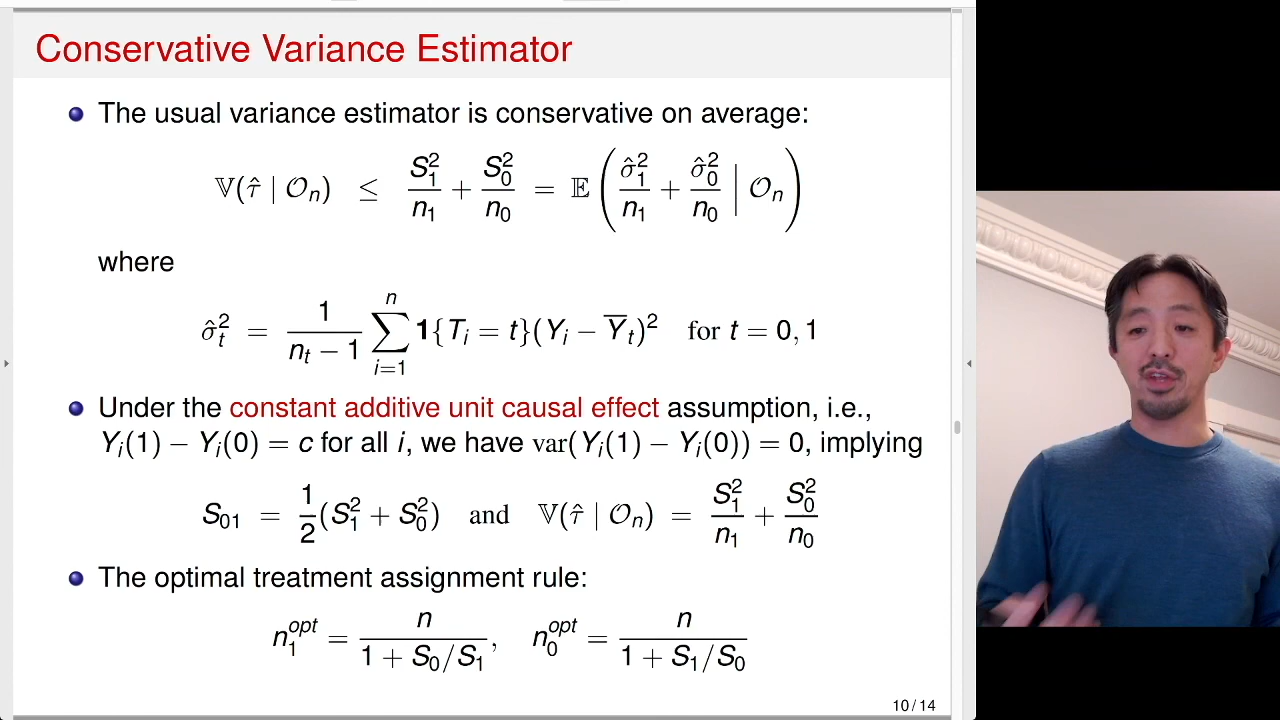 Conservative Variance Estimator
The usual variance estimator is conservative on average:
𝕍(τ̂ | 𝒪ₙ) ≤ S₁²/n₁ + S₀²/n₀ = 𝔼(σ̂₁²/n₁ + σ̂₀²/n₀ | 𝒪ₙ)
where
σ̂ₜ² = 1/(nₜ − 1) ∑ᵢ₌₁ⁿ 1{Tᵢ = t}(Yᵢ − Y̅ₜ)² for t = 0, 1
Under the constant additive unit causal effect assumption, i.e.,
Yᵢ(1) − Yᵢ(0) = c for all i, we have var(Yᵢ(1) − Yᵢ(0)) = 0, implying
S₀₁ = 1/2(S₁² + S₀²) and 𝕍(τ̂ | 𝒪ₙ) = S₁²/n₁ + S₀²/n₀
The optimal treatment assignment rule:
n₁ᵒᵖᵗ = n/(1 + S₀/S₁), n₀ᵒᵖᵗ = n/(1 + S₁/S₀)
10 / 14